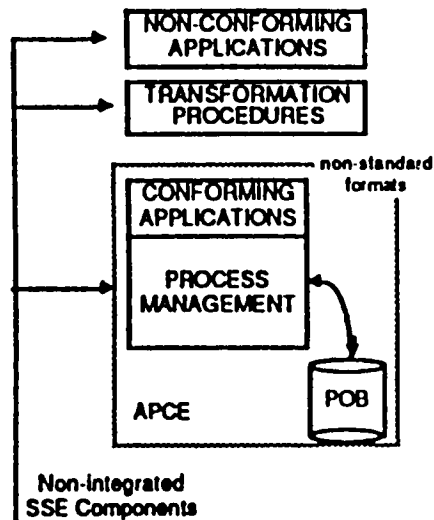 NON-CONFORMING
APPLICATIONS
TRANSFORMATION
PROCEDURES
non-standard
formats
CONFORMING
APPLICATIONS
PROCESS
MANAGEMENT
APCE
POB
Non-integrated
SSE Components